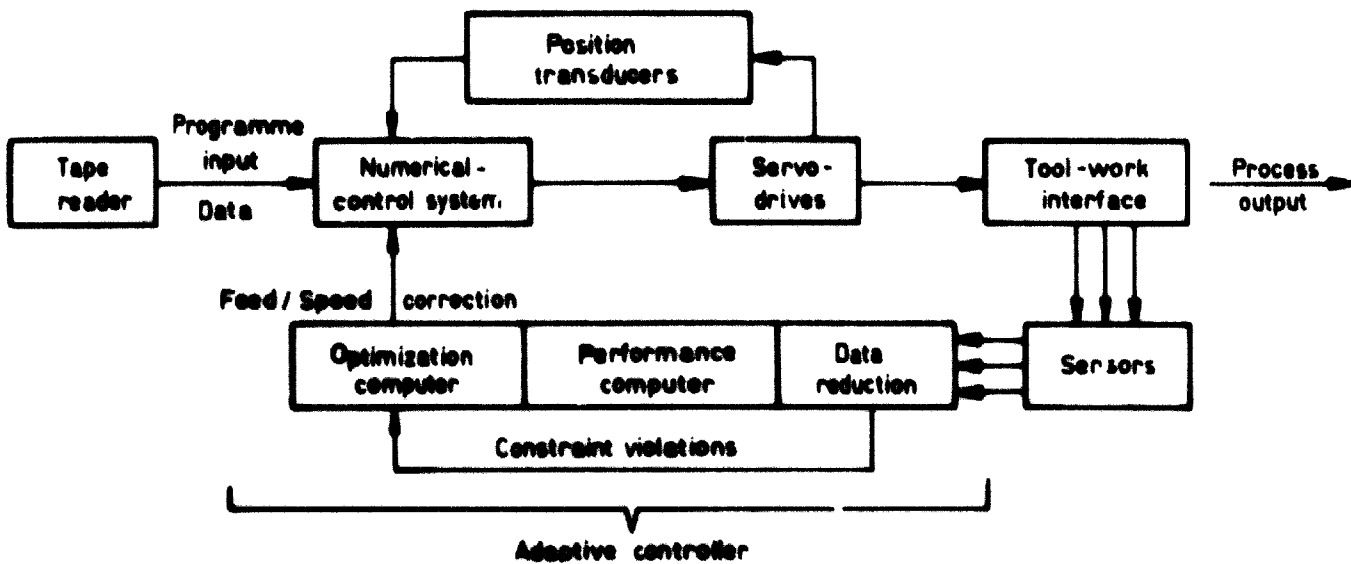 Position
transducers
Programme
input
Data
Tape
reader
Numerical-
control system
Servo-
drives
Tool-work
interface
Process
output
Feed / Speed correction
Optimization
computer
Performance
computer
Data
reduction
Sensors
Constraint violations
Adaptive controller